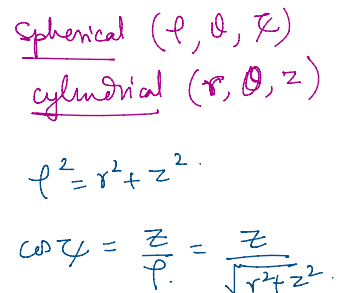 Spherical (ρ, θ, ψ)
cylindrical (r, θ, z)
ρ² = r² + z².
cos ψ = z/ρ. = z/√(r²+z²).